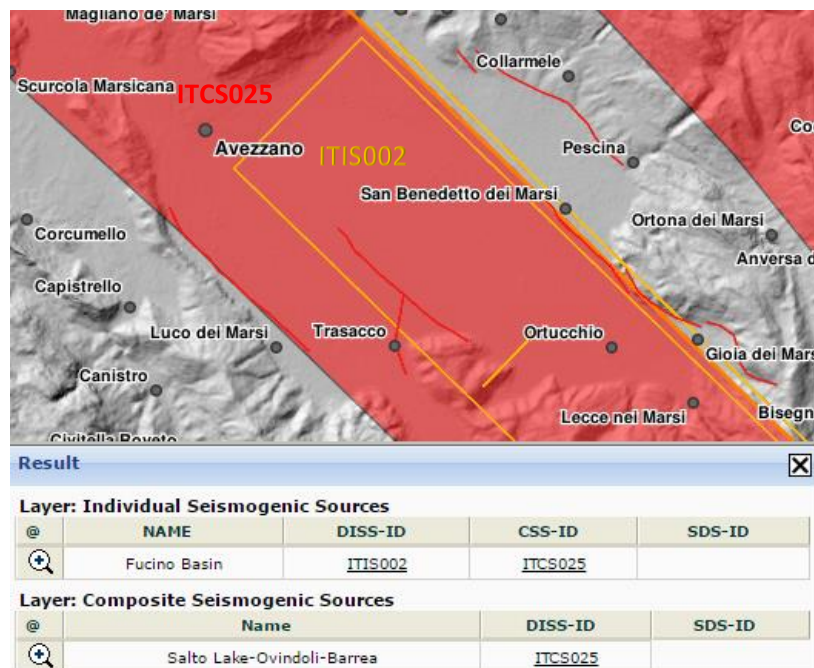 Magliano de' Marsi
Collarmele
Scurcola Marsicana
ITCS025
Co
Avezzano
ITIS002
Pescina
San Benedetto dei Marsi
Ortona dei Marsi
Corcumello
Anversa d
Capistrello
Luco dei Marsi
Trasacco
Ortucchio
Gioia dei Mars
Canistro
Lecce nei Marsi
Bisegn
Civitella Roveto
Result
Layer: Individual Seismogenic Sources
@ NAME DISS-ID CSS-ID SDS-ID
Fucino Basin ITIS002 ITCS025
Layer: Composite Seismogenic Sources
@ Name DISS-ID SDS-ID
Salto Lake-Ovindoli-Barrea ITCS025